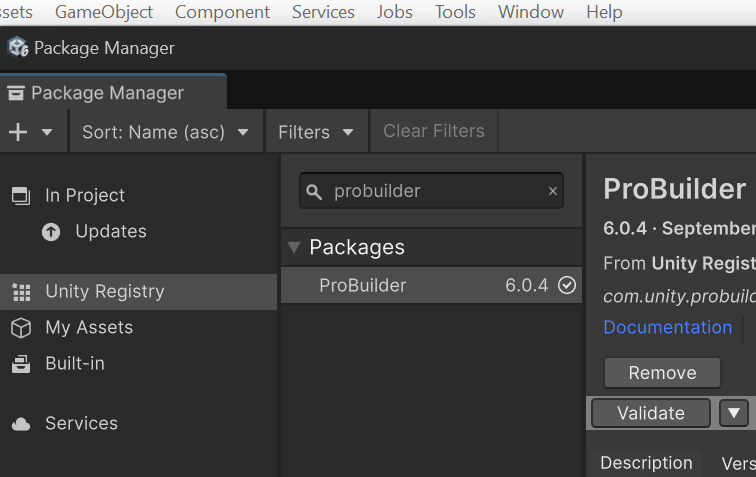 ssets GameObject Component Services Jobs Tools Window Help
Package Manager
Package Manager
Sort: Name (asc) Filters Clear Filters
In Project
Updates
Unity Registry
My Assets
Built-in
Services
probuilder ×
Packages
ProBuilder 6.0.4
ProBuilder
6.0.4 · September
From Unity Regist
com.unity.probuild
Documentation
Remove
Validate
Description Vers